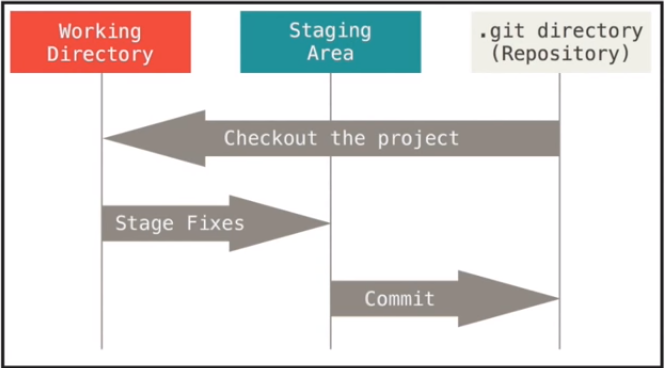 Working
Directory
Staging
Area
.git directory
(Repository)
Checkout the project
Stage Fixes
Commit